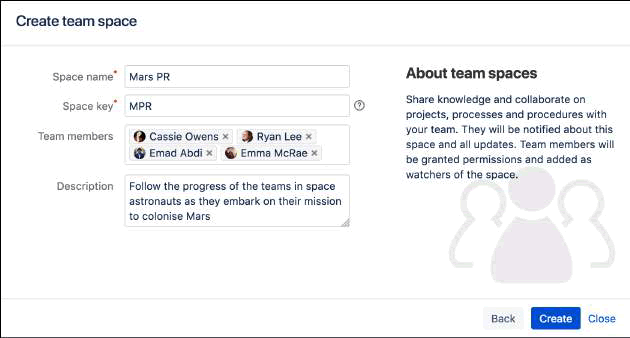 Create team space
Space name*
Mars PR
Space key*
MPR
Team members
Cassie Owens × Ryan Lee ×
Emad Abdi × Emma McRae ×
Description
Follow the progress of the teams in space
astronauts as they embark on their mission
to colonise Mars
About team spaces
Share knowledge and collaborate on
projects, processes and procedures with
your team. They will be notified about this
space and all updates. Team members will
be granted permissions and added as
watchers of the space.
Back Create Close